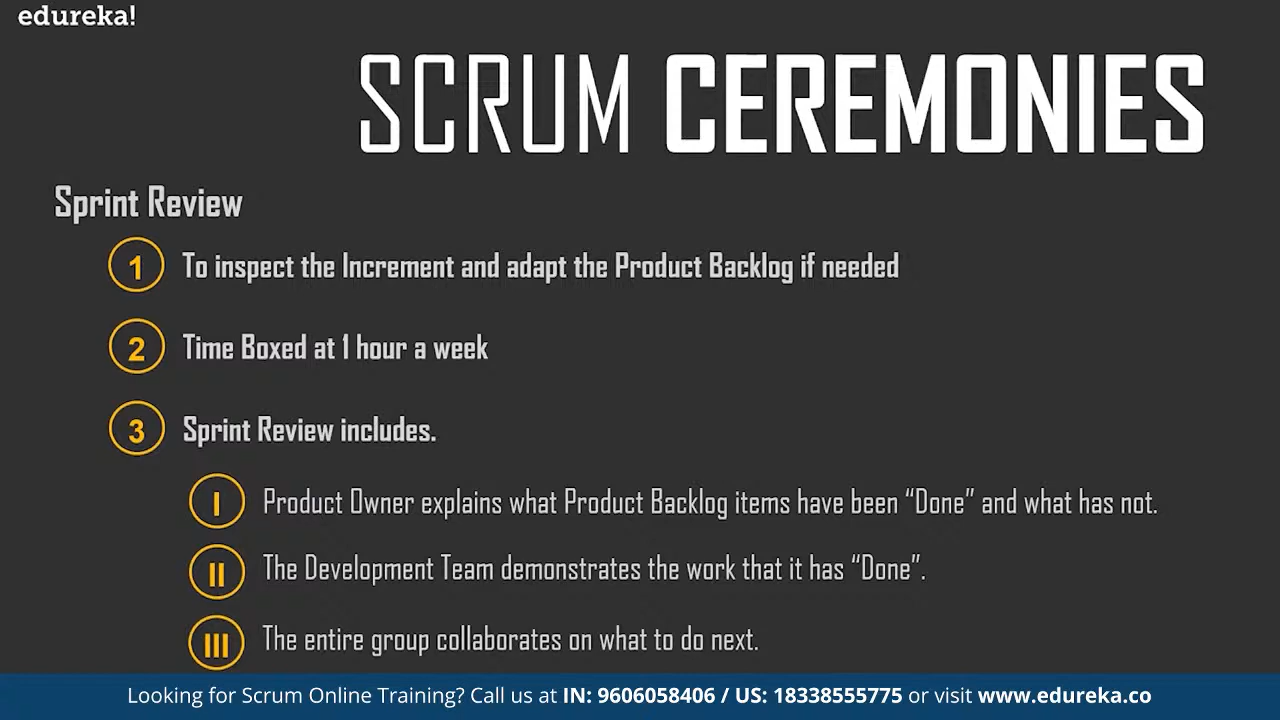 edureka!
SCRUM CEREMONIES
Sprint Review
1 To inspect the Increment and adapt the Product Backlog if needed
2 Time Boxed at 1 hour a week
3 Sprint Review includes.
I Product Owner explains what Product Backlog items have been “Done” and what has not.
II The Development Team demonstrates the work that it has “Done”.
III The entire group collaborates on what to do next.
Looking for Scrum Online Training? Call us at IN: 9606058406 / US: 18338555775 or visit www.edureka.co